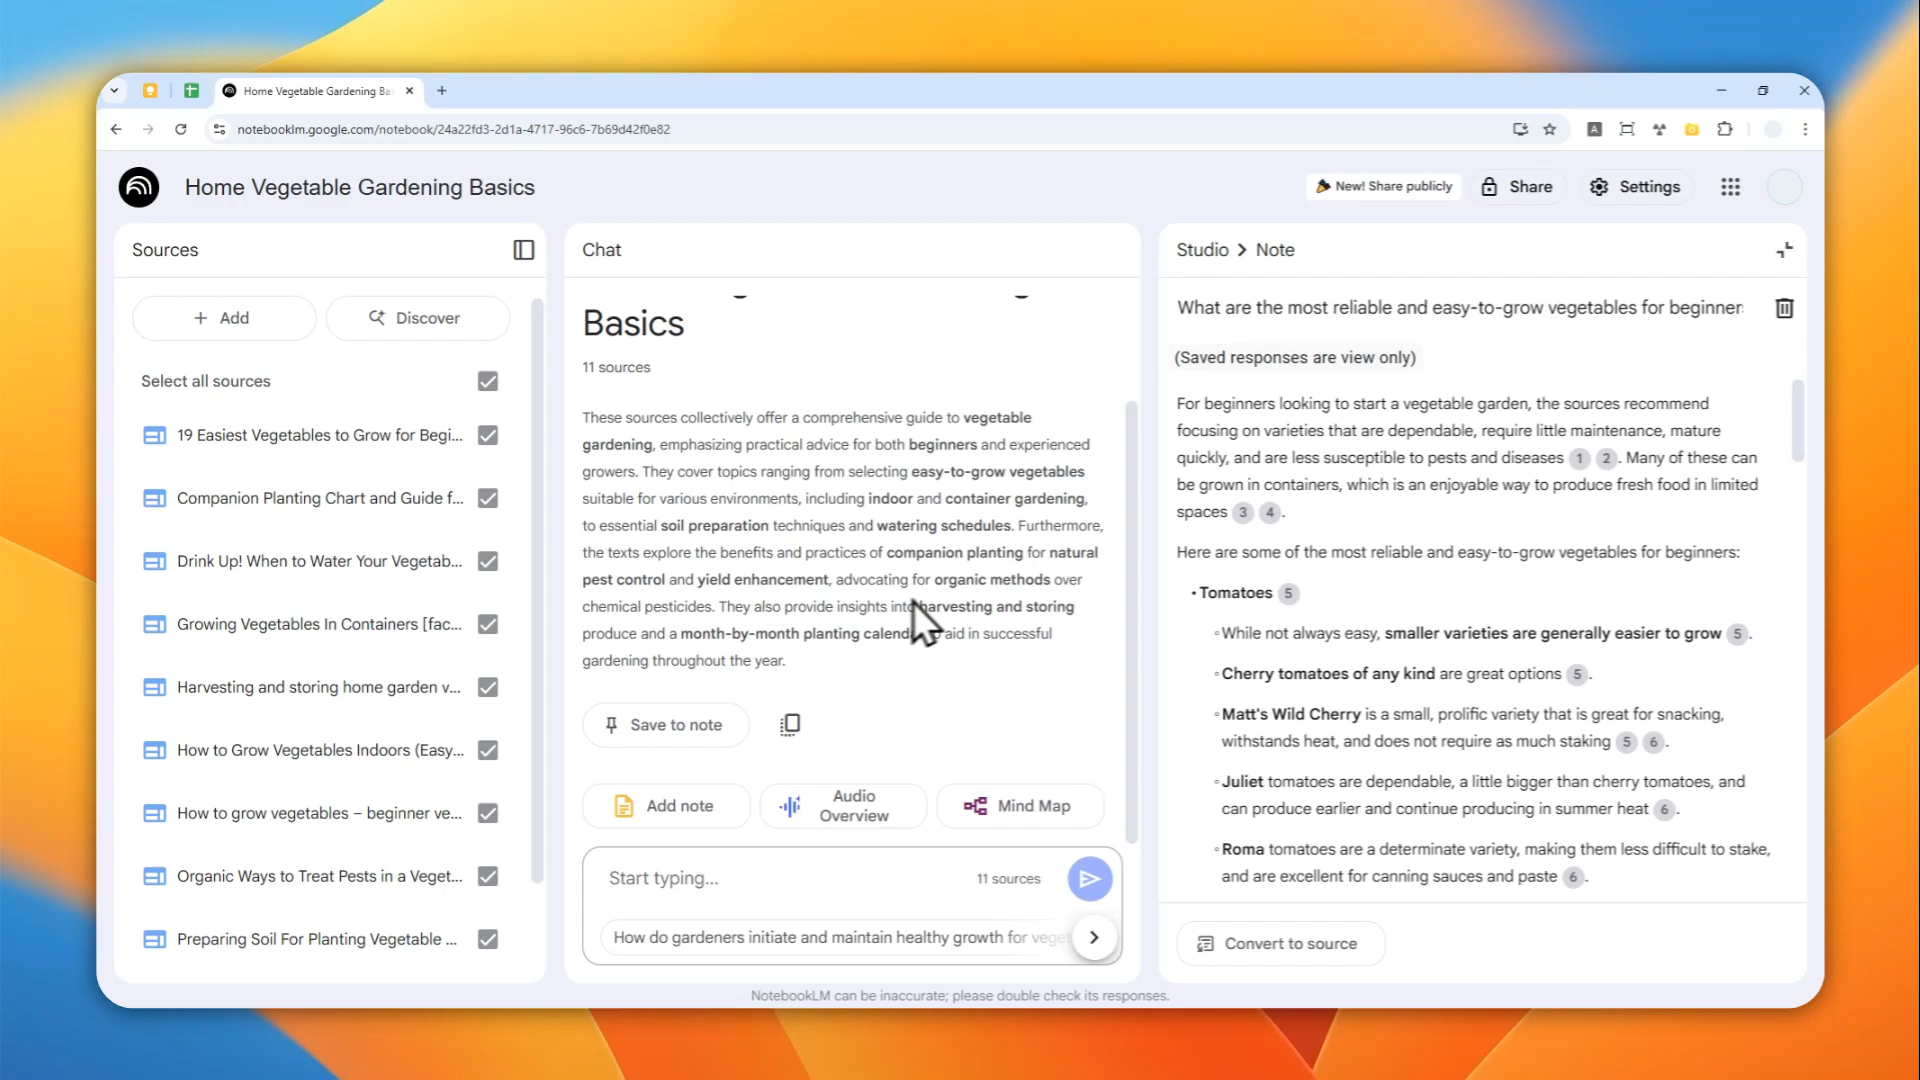 Home Vegetable Gardening Ba
notebooklm.google.com/notebook/24a22fd3-2d1a-4717-96c6-7b69d42f0e82
Home Vegetable Gardening Basics
New! Share publicly
Share
Settings
Sources
Add
Discover
Select all sources
19 Easiest Vegetables to Grow for Begi...
Companion Planting Chart and Guide f...
Drink Up! When to Water Your Vegetab...
Growing Vegetables In Containers [fac...
Harvesting and storing home garden v...
How to Grow Vegetables Indoors (Easy...
How to grow vegetables – beginner ve...
Organic Ways to Treat Pests in a Veget...
Preparing Soil For Planting Vegetable ...
Chat
Basics
11 sources
These sources collectively offer a comprehensive guide to vegetable
gardening, emphasizing practical advice for both beginners and experienced
growers. They cover topics ranging from selecting easy-to-grow vegetables
suitable for various environments, including indoor and container gardening,
to essential soil preparation techniques and watering schedules. Furthermore,
the texts explore the benefits and practices of companion planting for natural
pest control and yield enhancement, advocating for organic methods over
chemical pesticides. They also provide insights into harvesting and storing
produce and a month-by-month planting calend aid in successful
gardening throughout the year.
Save to note
Add note
Audio
Overview
Mind Map
Start typing...
11 sources
How do gardeners initiate and maintain healthy growth for veget
Studio > Note
What are the most reliable and easy-to-grow vegetables for beginner
(Saved responses are view only)
For beginners looking to start a vegetable garden, the sources recommend
focusing on varieties that are dependable, require little maintenance, mature
quickly, and are less susceptible to pests and diseases 1 2. Many of these can
be grown in containers, which is an enjoyable way to produce fresh food in limited
spaces 3 4.
Here are some of the most reliable and easy-to-grow vegetables for beginners:
• Tomatoes 5
◦ While not always easy, smaller varieties are generally easier to grow 5.
◦ Cherry tomatoes of any kind are great options 5.
◦ Matt's Wild Cherry is a small, prolific variety that is great for snacking,
withstands heat, and does not require as much staking 5 6.
◦ Juliet tomatoes are dependable, a little bigger than cherry tomatoes, and
can produce earlier and continue producing in summer heat 6.
◦ Roma tomatoes are a determinate variety, making them less difficult to stake,
and are excellent for canning sauces and paste 6.
Convert to source
NotebookLM can be inaccurate; please double check its responses.